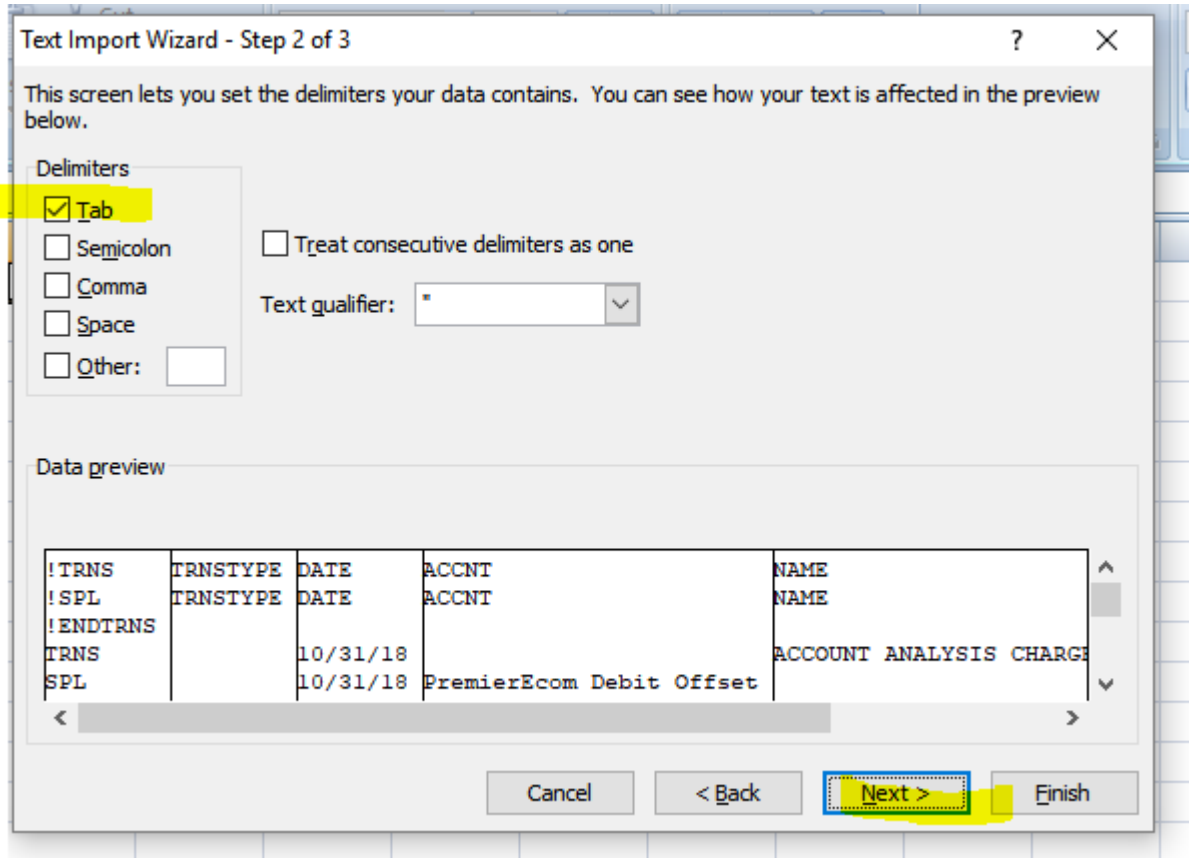 Cut
Text Import Wizard - Step 2 of 3 ?
This screen lets you set the delimiters your data contains.  You can see how your text is affected in the preview
below.
Delimiters
Tab
Semicolon
Treat consecutive delimiters as one
Comma
Text qualifier: "
Space
Other:
Data preview
!TRNS TRNSTYPE DATE ACCNT NAME
!SPL TRNSTYPE DATE ACCNT NAME
!ENDTRNS
TRNS 10/31/18 ACCOUNT ANALYSIS CHARGE
SPL 10/31/18 PremierEcom Debit Offset
Cancel < Back Next > Finish